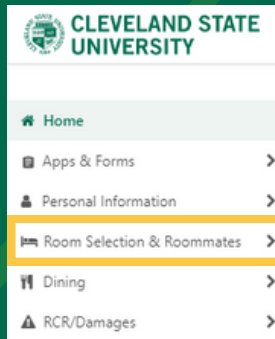 CLEVELAND STATE
UNIVERSITY
Home
Apps & Forms
Personal Information
Room Selection & Roommates
Dining
RCR/Damages